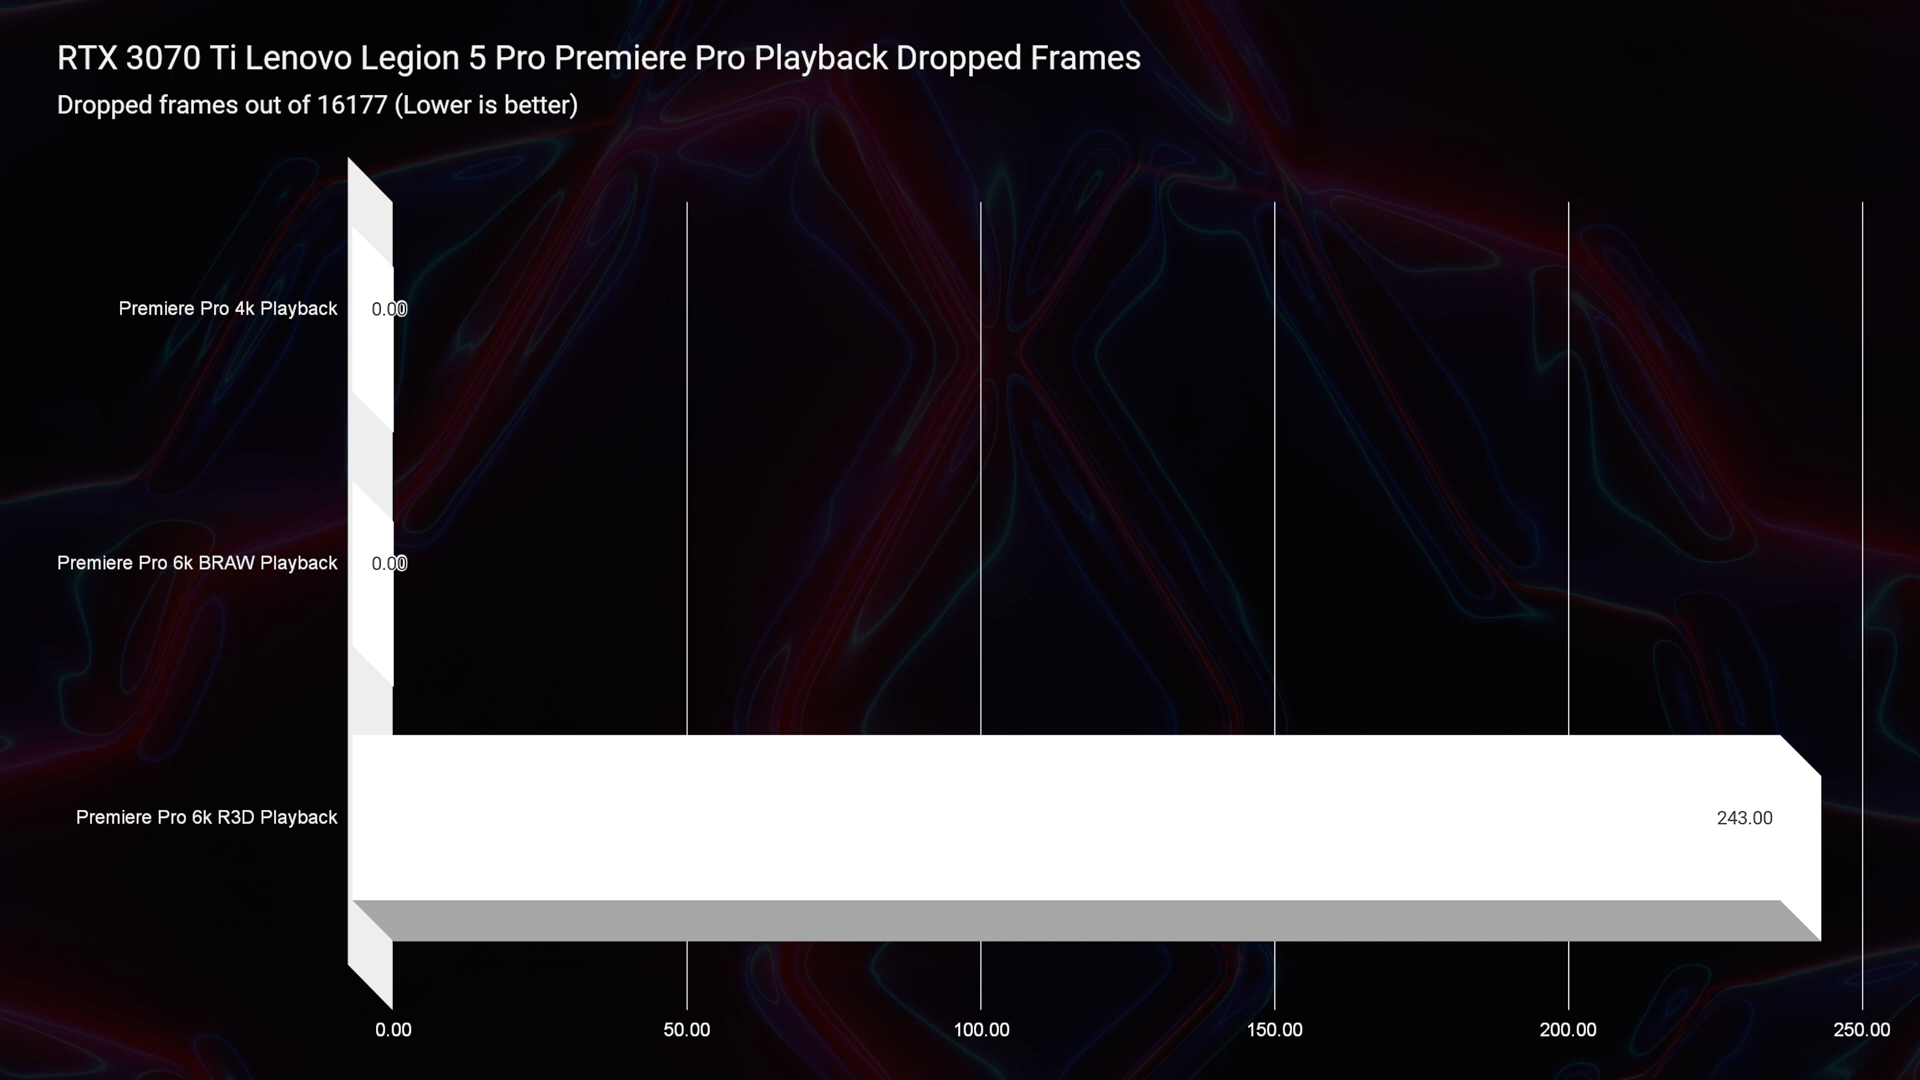 RTX 3070 Ti Lenovo Legion 5 Pro Premiere Pro Playback Dropped Frames
Dropped frames out of 16177 (Lower is better)
Premiere Pro 4k Playback 0.00
Premiere Pro 6k BRAW Playback 0.00
Premiere Pro 6k R3D Playback 243.00
0.00 50.00 100.00 150.00 200.00 250.00